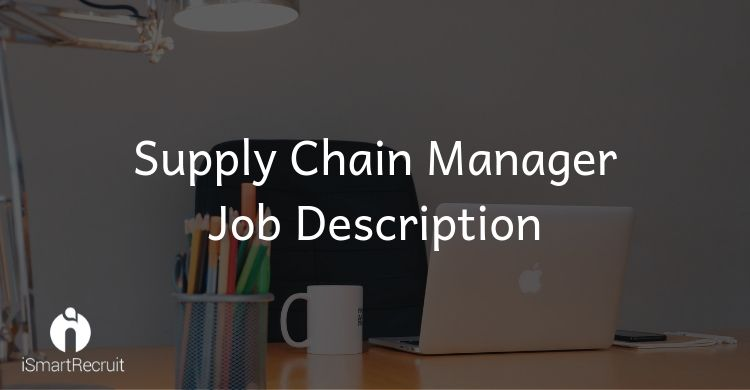 Supply Chain Manager
Job Description
iSmartRecruit